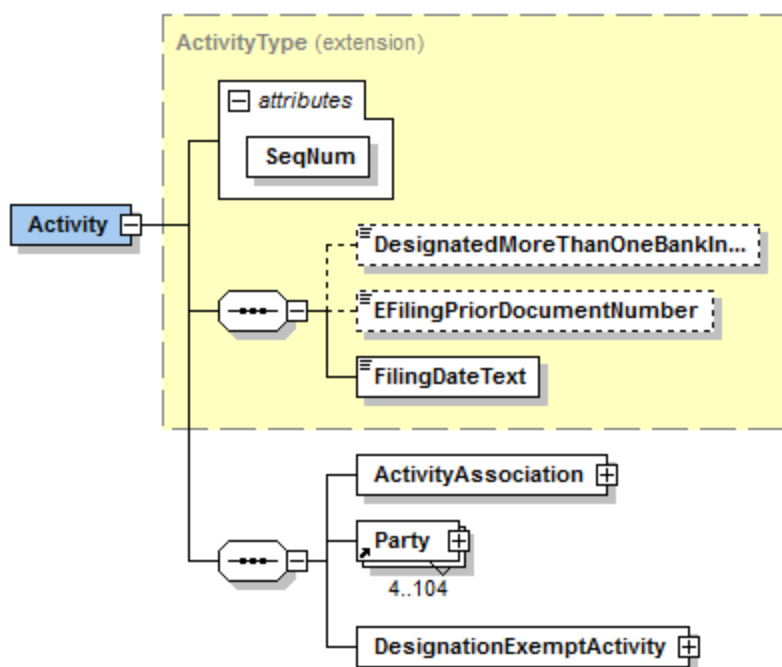 ActivityType (extension)
attributes
SeqNum
Activity
DesignatedMoreThanOneBankIn...
EFilingPriorDocumentNumber
FilingDateText
ActivityAssociation
Party
4..104
DesignationExemptActivity